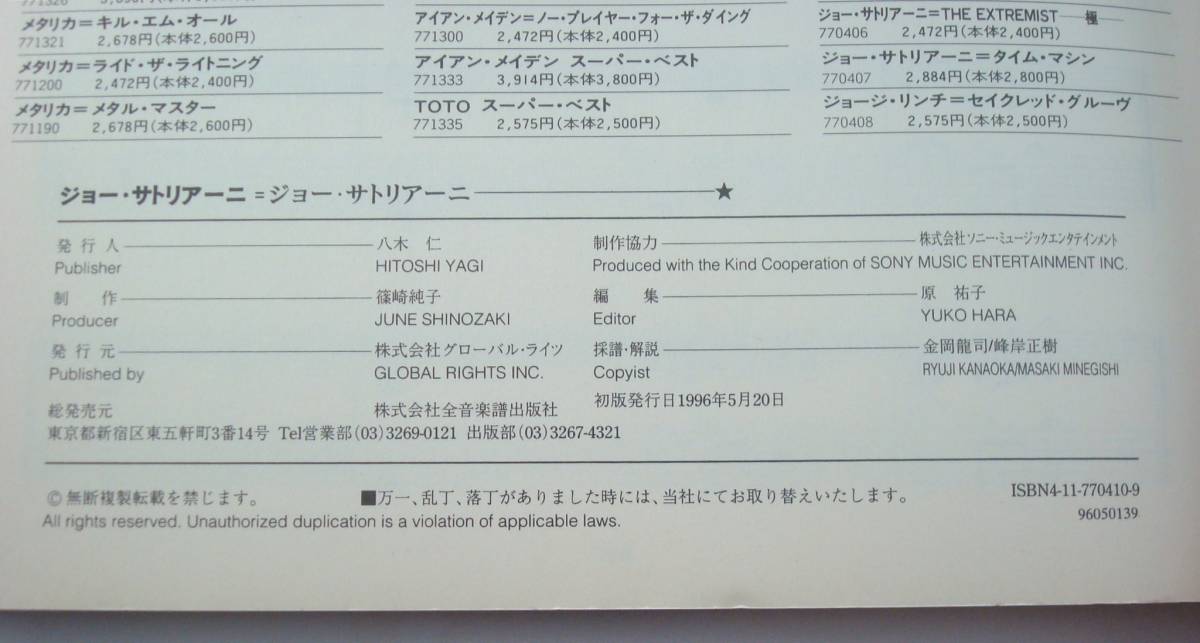 メタリカ＝キル・エム・オール
771321 2,678円(本体2,600円)
メタリカ＝ライド・ザ・ライトニング
771200 2,472円(本体2,400円)
メタリカ＝メタル・マスター
771190 2,678円(本体2,600円)
アイアン・メイデン＝ノー・プレイヤー・フォー・ザ・ダイング
771300 2,472円(本体2,400円)
アイアン・メイデン スーパー・ベスト
771333 3,914円(本体3,800円)
TOTO スーパー・ベスト
771335 2,575円(本体2,500円)
ジョー・サトリアーニ＝THE EXTREMIST―極
770406 2,472円(本体2,400円)
ジョー・サトリアーニ＝タイム・マシン
770407 2,884円(本体2,800円)
ジョージ・リンチ＝セイクレッド・グルーヴ
770408 2,575円(本体2,500円)
ジョー・サトリアーニ＝ジョー・サトリアーニ ★
発行人 八木 仁
Publisher HITOSHI YAGI
制作 篠崎純子
Producer JUNE SHINOZAKI
発行元 株式会社グローバル・ライツ
Published by GLOBAL RIGHTS INC.
制作協力 株式会社ソニー・ミュージックエンタテインメント
Produced with the Kind Cooperation of SONY MUSIC ENTERTAINMENT INC.
編集 原 祐子
Editor YUKO HARA
採譜・解説 金岡龍司/峰岸正樹
Copyist RYUJI KANAOKA/MASAKI MINEGISHI
総発売元 株式会社全音楽譜出版社
初版発行日1996年5月20日
東京都新宿区東五軒町3番14号 Tel営業部(03)3269-0121 出版部(03)3267-4321
©無断複製転載を禁じます。 ■万一、乱丁、落丁がありました時には、当社にてお取り替えいたします。
All rights reserved. Unauthorized duplication is a violation of applicable laws.
ISBN4-11-770410-9
96050139